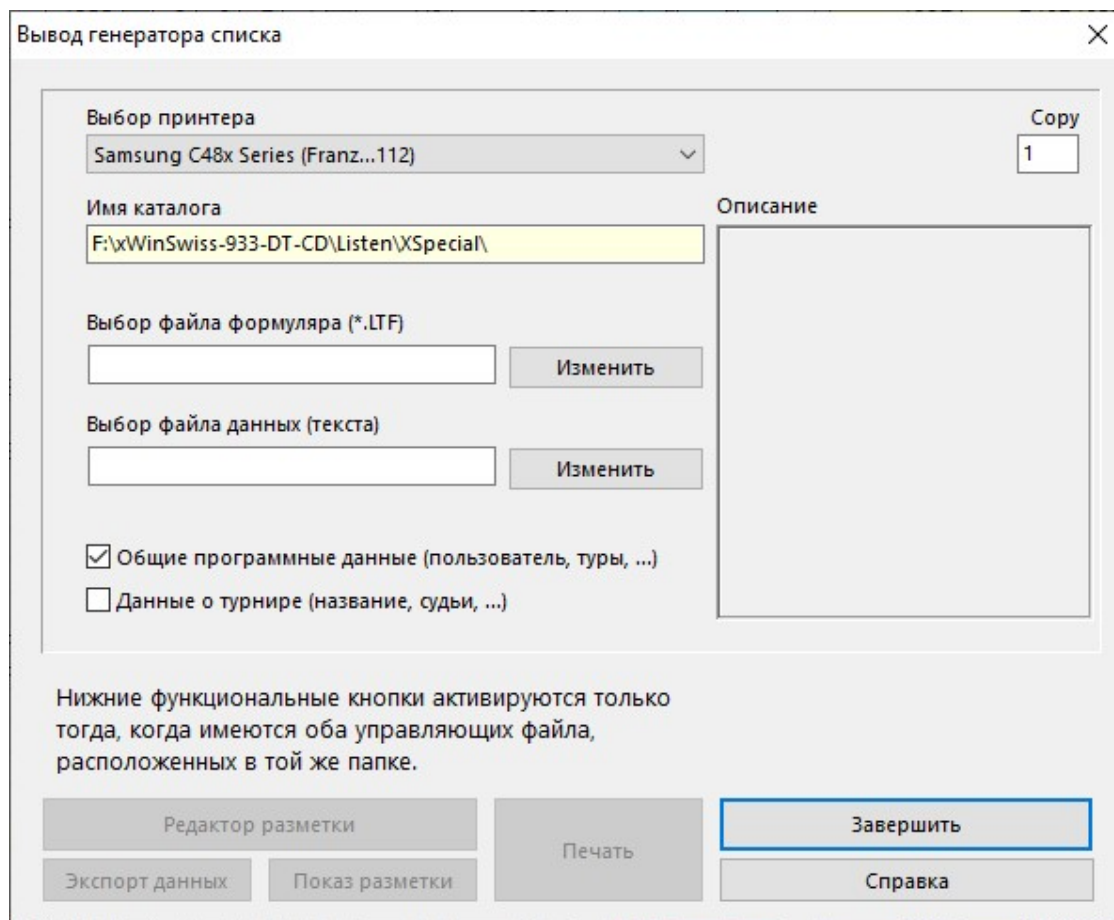 Вывод генератора списка
Выбор принтера
Copy
Samsung C48x Series (Franz...112)
1
Имя каталога
Описание
F:\xWinSwiss-933-DT-CD\Listen\XSpecial\
Выбор файла формуляра (*.LTF)
Изменить
Выбор файла данных (текста)
Изменить
Общие программные данные (пользователь, туры, ...)
Данные о турнире (название, судьи, ...)
Нижние функциональные кнопки активируются только
тогда, когда имеются оба управляющих файла,
расположенных в той же папке.
Редактор разметки
Печать
Завершить
Экспорт данных
Показ разметки
Справка